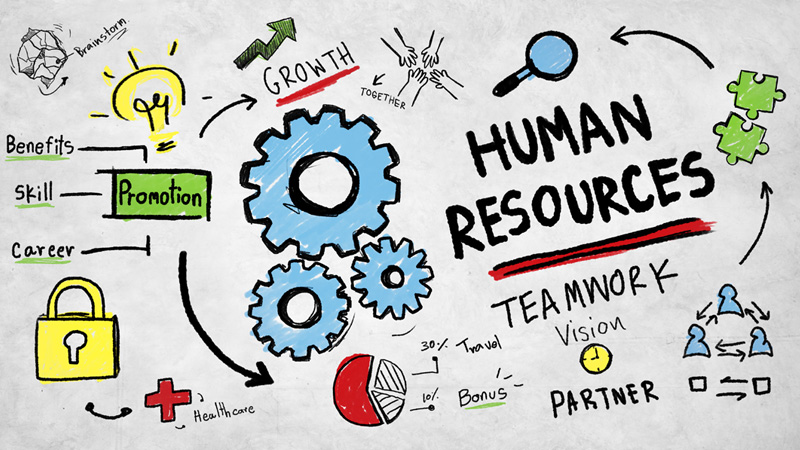 Brainstorm.
GROWTH
TOGETHER
Benefits
Skill
Promotion
Career
HUMAN
RESOURCES
TEAMWORK
Vision
PARTNER
30% Travel
10% Bonus
Healthcare